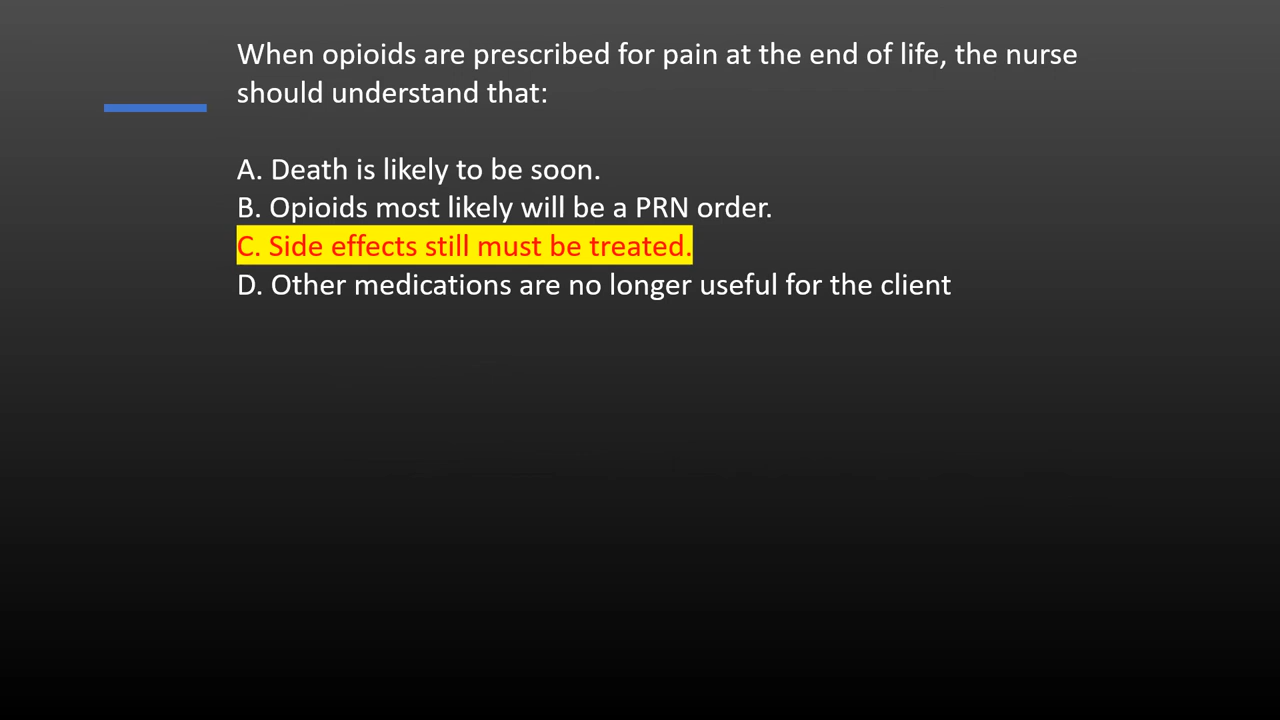 When opioids are prescribed for pain at the end of life, the nurse
should understand that:
A. Death is likely to be soon.
B. Opioids most likely will be a PRN order.
C. Side effects still must be treated.
D. Other medications are no longer useful for the client